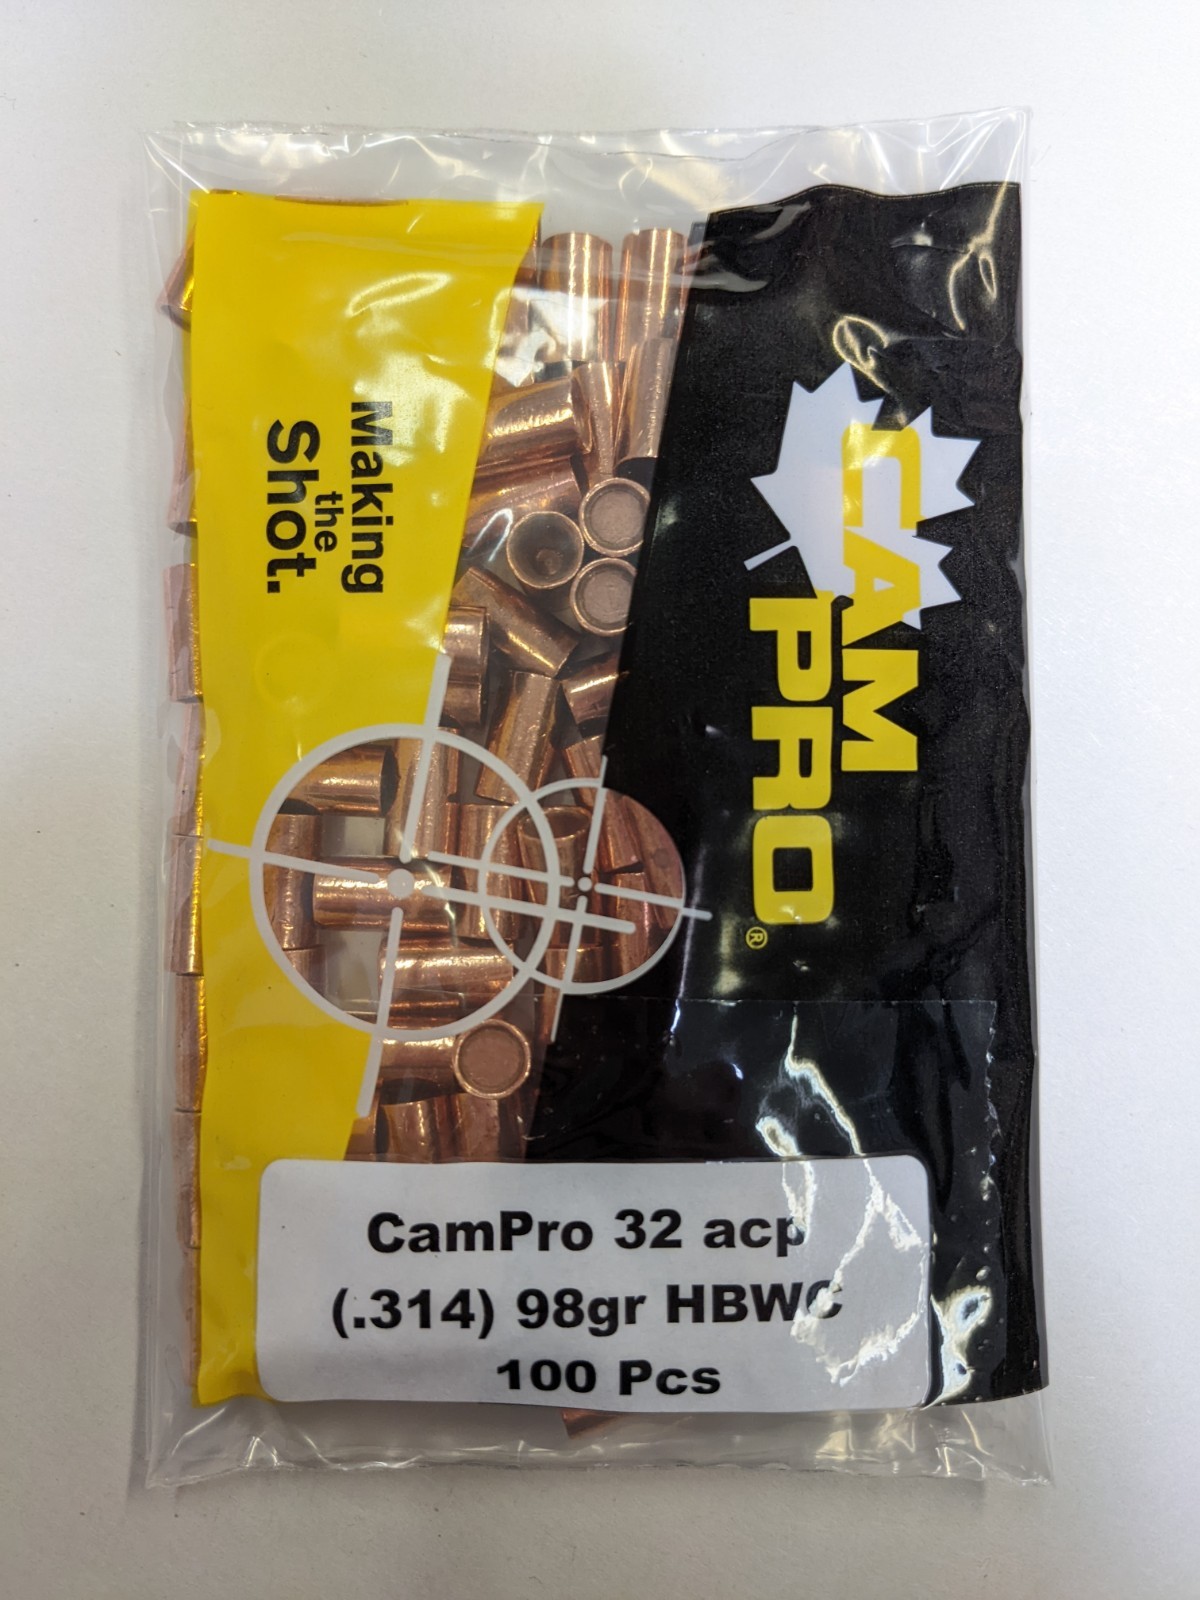 CAM
PRO®
Making
the
Shot.
CamPro 32 acp
(.314) 98gr HBWC
100 Pcs